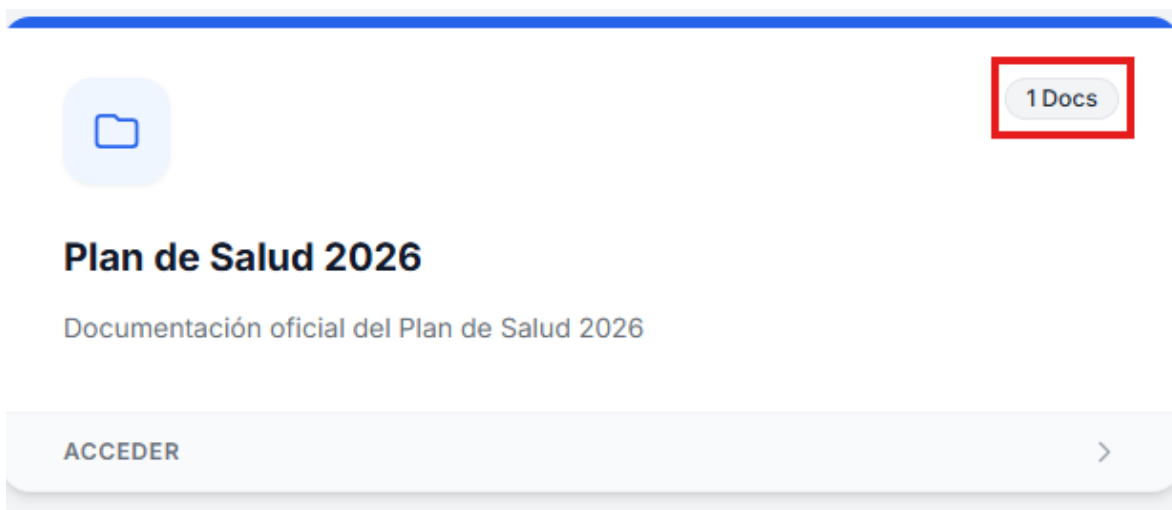 1 Docs
Plan de Salud 2026
Documentación oficial del Plan de Salud 2026
ACCEDER